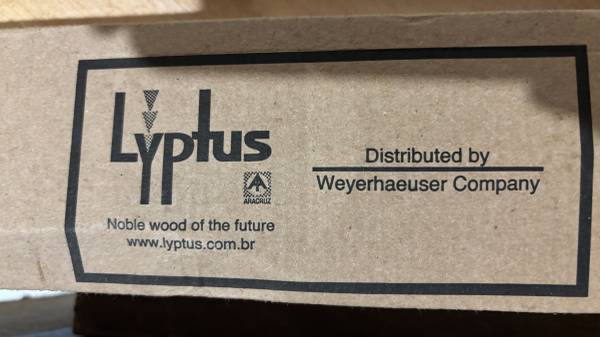 Lyptus
ARACRUZ
Noble wood of the future
www.lyptus.com.br
Distributed by
Weyerhaeuser Company